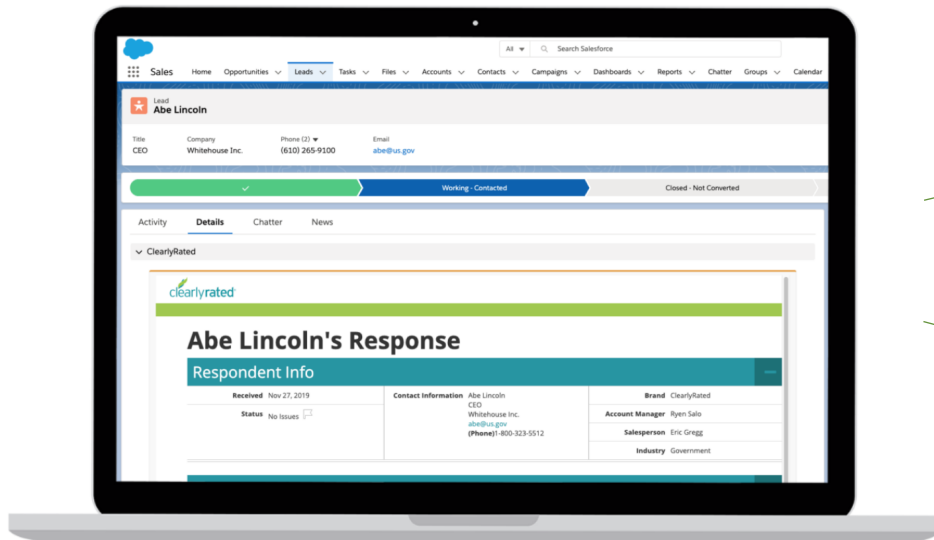 All Search Salesforce
Sales Home Opportunities Leads Tasks Files Accounts Contacts Campaigns Dashboards Reports Chatter Groups Calendar
Lead
Abe Lincoln
Title Company Phone (2) Email
CEO Whitehouse Inc. (610) 265-9100 abe@us.gov
Working - Contacted Closed - Not Converted
Activity Details Chatter News
ClearlyRated
clearlyrated
Abe Lincoln's Response
Respondent Info
Received Nov 27, 2019 Contact Information Abe Lincoln Brand ClearlyRated
CEO
Status No Issues Whitehouse Inc. Account Manager Ryen Salo
abe@us.gov
(Phone)1-800-323-5512 Salesperson Eric Gregg
Industry Government